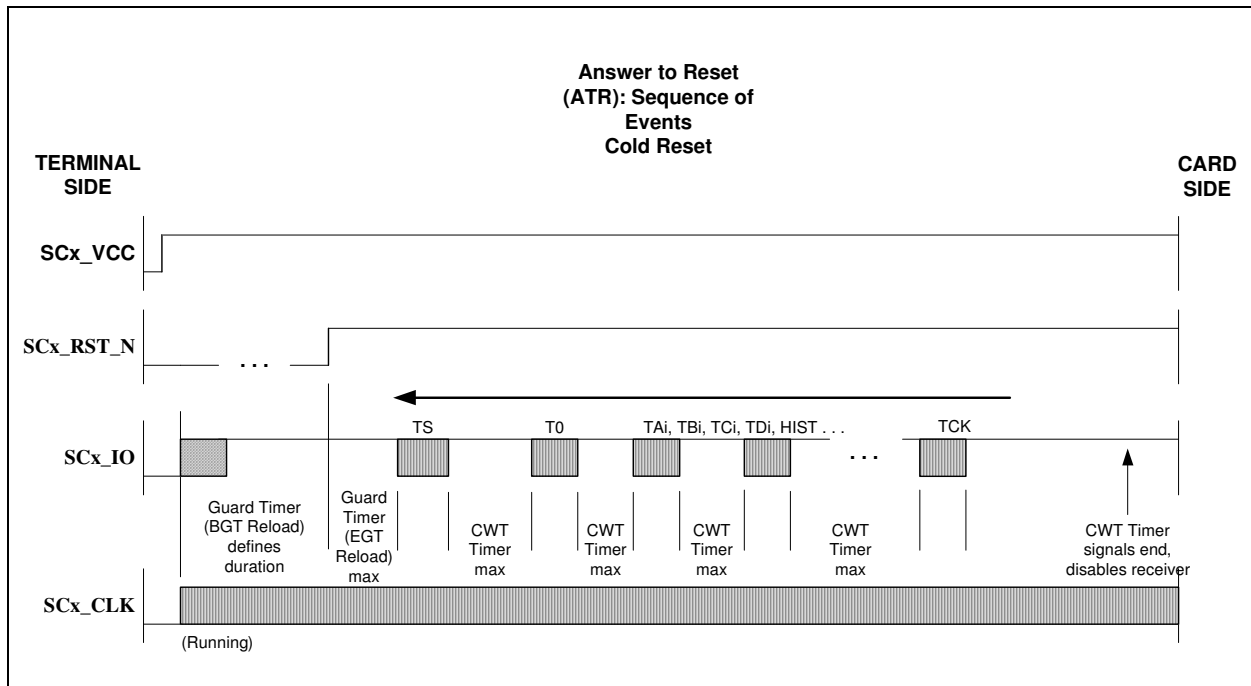 Answer to Reset
(ATR): Sequence of
Events
Cold Reset
TERMINAL
SIDE
CARD
SIDE
SCx_VCC
SCx_RST_N
. . .
SCx_IO
TS
T0
TAi, TBi, TCi, TDi, HIST . . .
TCK
. . .
Guard Timer
(BGT Reload)
defines
duration
Guard
Timer
(EGT
Reload)
max
CWT
Timer
max
CWT
Timer
max
CWT
Timer
max
CWT
Timer
max
CWT Timer
signals end,
disables receiver
SCx_CLK
(Running)